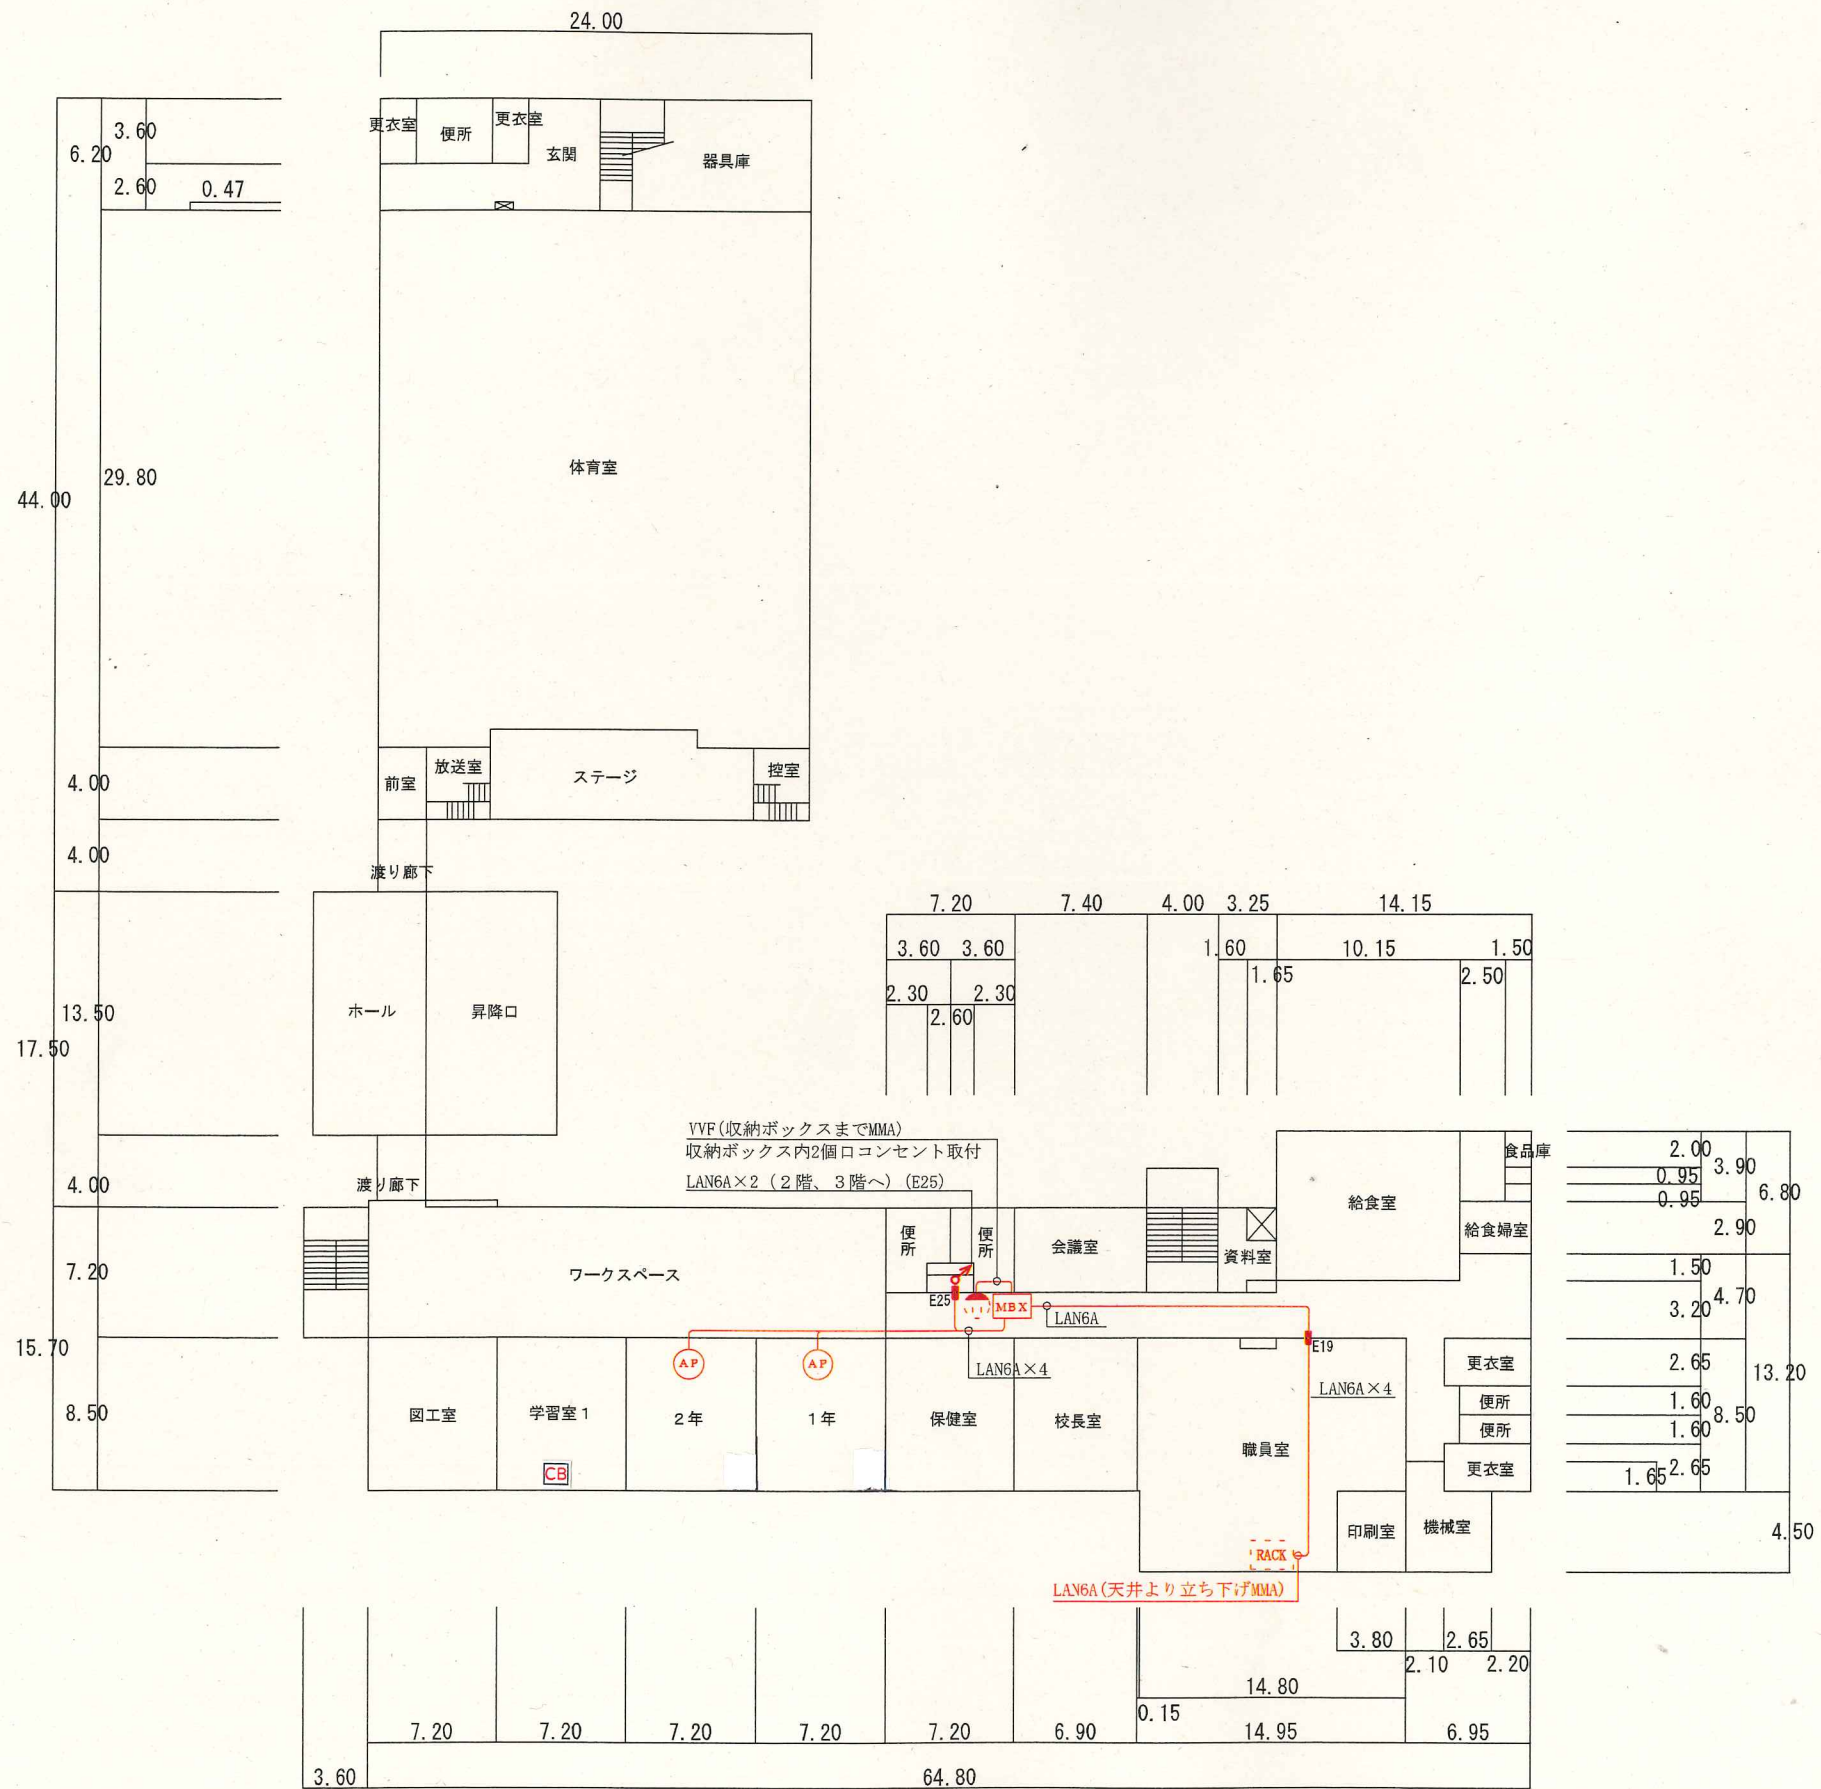 24.00
更衣室
便所
更衣室
玄関
器具庫
3.60
6.20
2.60
0.47
体育室
29.80
44.00
前室
放送室
ステージ
控室
4.00
4.00
渡り廊下
7.20
7.40
4.00
3.25
14.15
3.60
3.60
1.60
10.15
1.50
1.65
2.50
2.30
2.30
2.60
ホール
昇降口
13.50
17.50
VVF(収納ボックスまでMMA)
収納ボックス内2個口コンセント取付
LAN6A×2（２階、３階へ）(E25)
渡り廊下
4.00
食品庫
2.00
3.90
0.95
6.80
0.95
給食室
給食婦室
2.90
便所
便所
会議室
資料室
ワークスペース
7.20
1.50
4.70
3.20
E25
MBX
LAN6A
E19
15.70
AP
AP
LAN6A×4
LAN6A×4
更衣室
2.65
13.20
便所
1.60
8.50
便所
1.60
8.50
図工室
学習室１
２年
１年
保健室
校長室
職員室
更衣室
2.65
1.65
CB
印刷室
機械室
4.50
RACK
LAN6A(天井より立ち下げMMA)
3.80
2.65
2.10
2.20
14.80
0.15
7.20
7.20
7.20
7.20
7.20
6.90
14.95
6.95
3.60
64.80